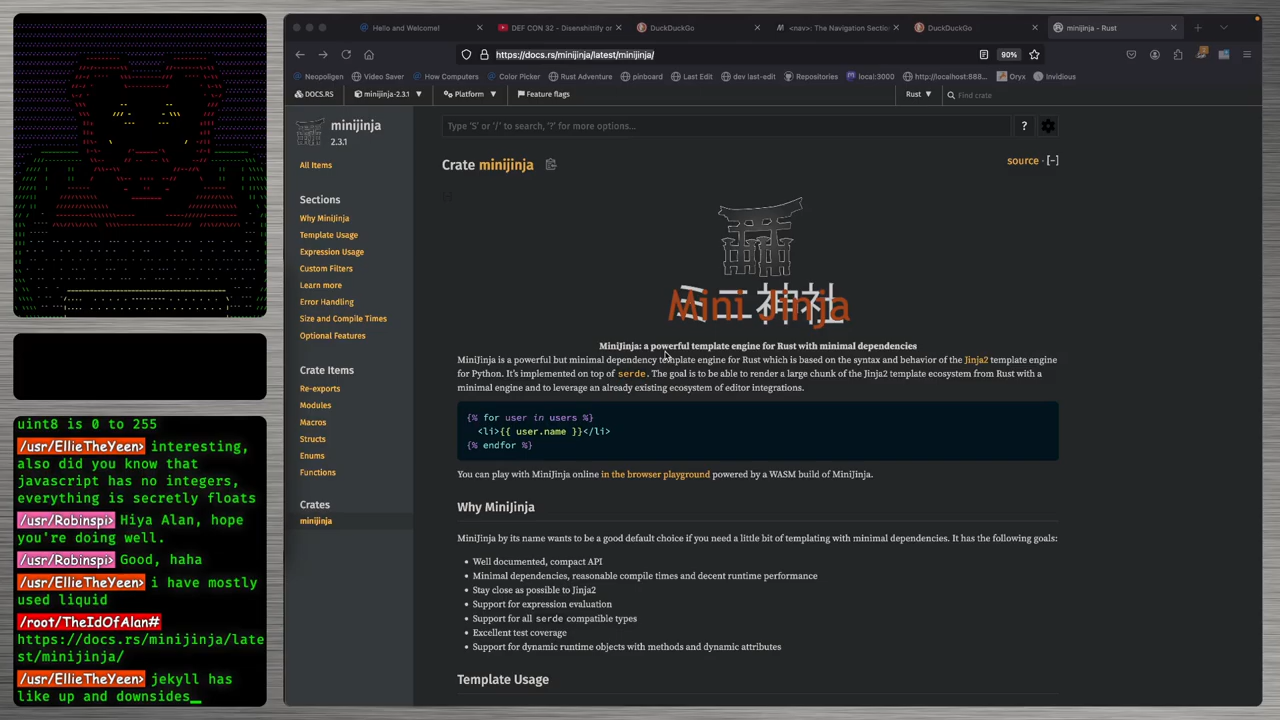 Hello and Welcome!
DEF CON 32 - Disenshittify or
DuckDuckGo
<nav>: The Navigation Sectio
DuckDuckGo
minijinja - Rust
https://docs.rs/minijinja/latest/minijinja/
80%
Neopoligen
Video Saver
How Computers
Pinboard
Last Letter
dev last-ed
http://localhost:88...
Oryx
Invidious
DOCS.RS
minijinja-2.3.1
Platform
Feature flags
Rust
Find crate
minijinja
2.3.1
All Items
Sections
Why MiniJinja
Template Usage
Expression Usage
Custom Filters
Learn more
Error Handling
Size and Compile Times
Optional Features
Crate Items
Re-exports
Modules
Macros
Structs
Enums
Functions
Crates
minijinja
Type 'S' or '/' to search, '?' for more options…
?
Crate minijinja
source · [−]
Mini Jinja
MiniJinja: a powerful template engine for Rust with minimal dependencies
MiniJinja is a powerful but minimal dependency template engine for Rust which is based on the syntax and behavior of the Jinja2 template engine
for Python. It's implemented on top of serde. The goal is to be able to render a large chunk of the Jinja2 template ecosystem from Rust with a
minimal engine and to leverage an already existing ecosystem of editor integrations.
{% for user in users %}
<li>{{ user.name }}</li>
{% endfor %}
You can play with MiniJinja online in the browser playground powered by a WASM build of MiniJinja.
Why MiniJinja
MiniJinja by its name wants to be a good default choice if you need a little bit of templating with minimal dependencies. It has the following goals:
Well documented, compact API
Minimal dependencies, reasonable compile times and decent runtime performance
Stay close as possible to Jinja2
Support for expression evaluation
Support for all serde compatible types
Excellent test coverage
Support for dynamic runtime objects with methods and dynamic attributes
Template Usage
uint8 is 0 to 255
/usr/EllieTheYeen> interesting,
also did you know that
javascript has no integers,
everything is secretly floats
/usr/Robinspi> Hiya Alan, hope
you're doing well.
/usr/Robinspi> Good, haha
/usr/EllieTheYeen> i have mostly
used liquid
/root/TheIdOfAlan#
https://docs.rs/minijinja/late
st/minijinja/
/usr/EllieTheYeen> jekyll has
like up and downsides_